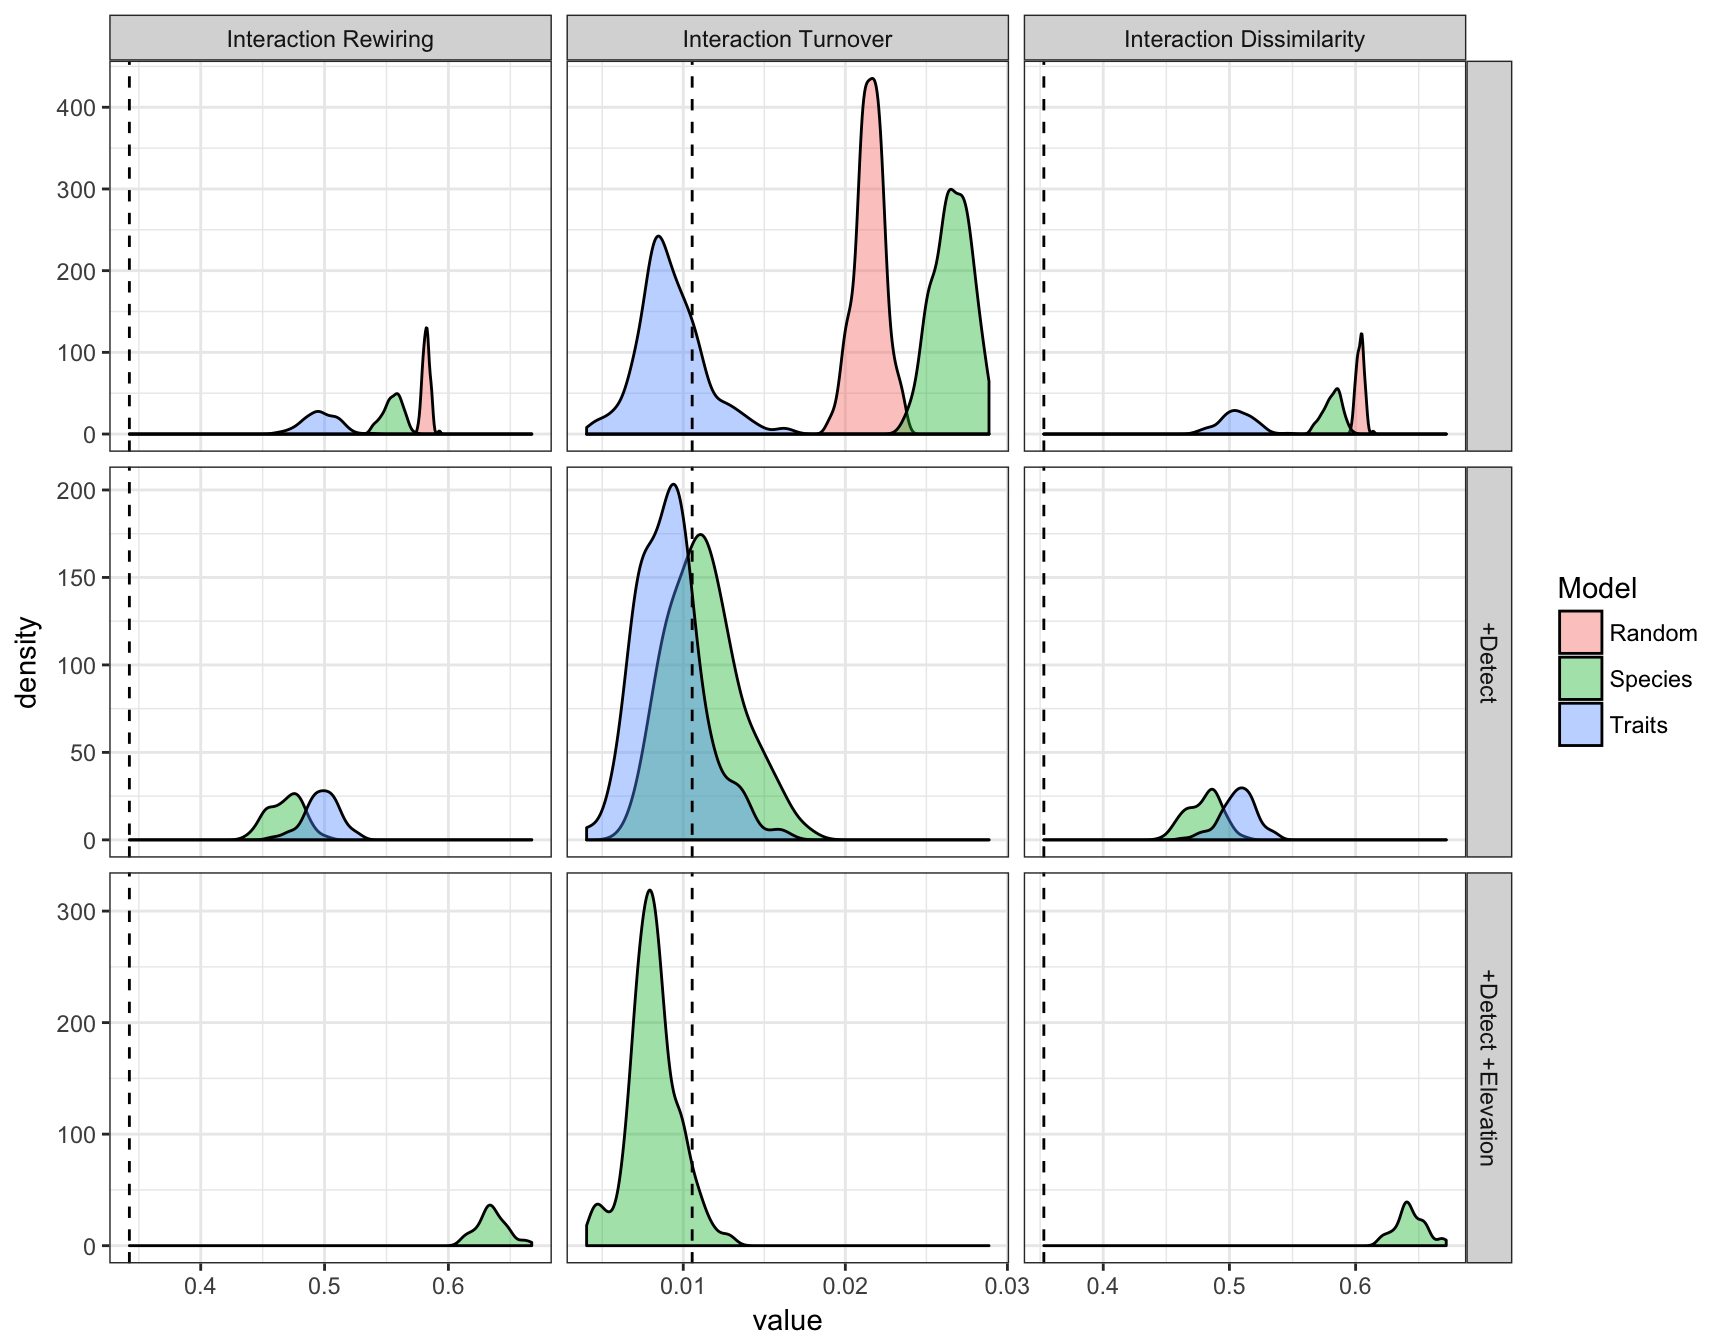 Interaction Rewiring
Interaction Turnover
Interaction Dissimilarity
400
300
200
100
0
200
150
100
50
0
300
200
100
0
density
+Detect
+Detect +Elevation
0.4
0.5
0.6
0.01
0.02
0.03
0.4
0.5
0.6
value
Model
Random
Species
Traits